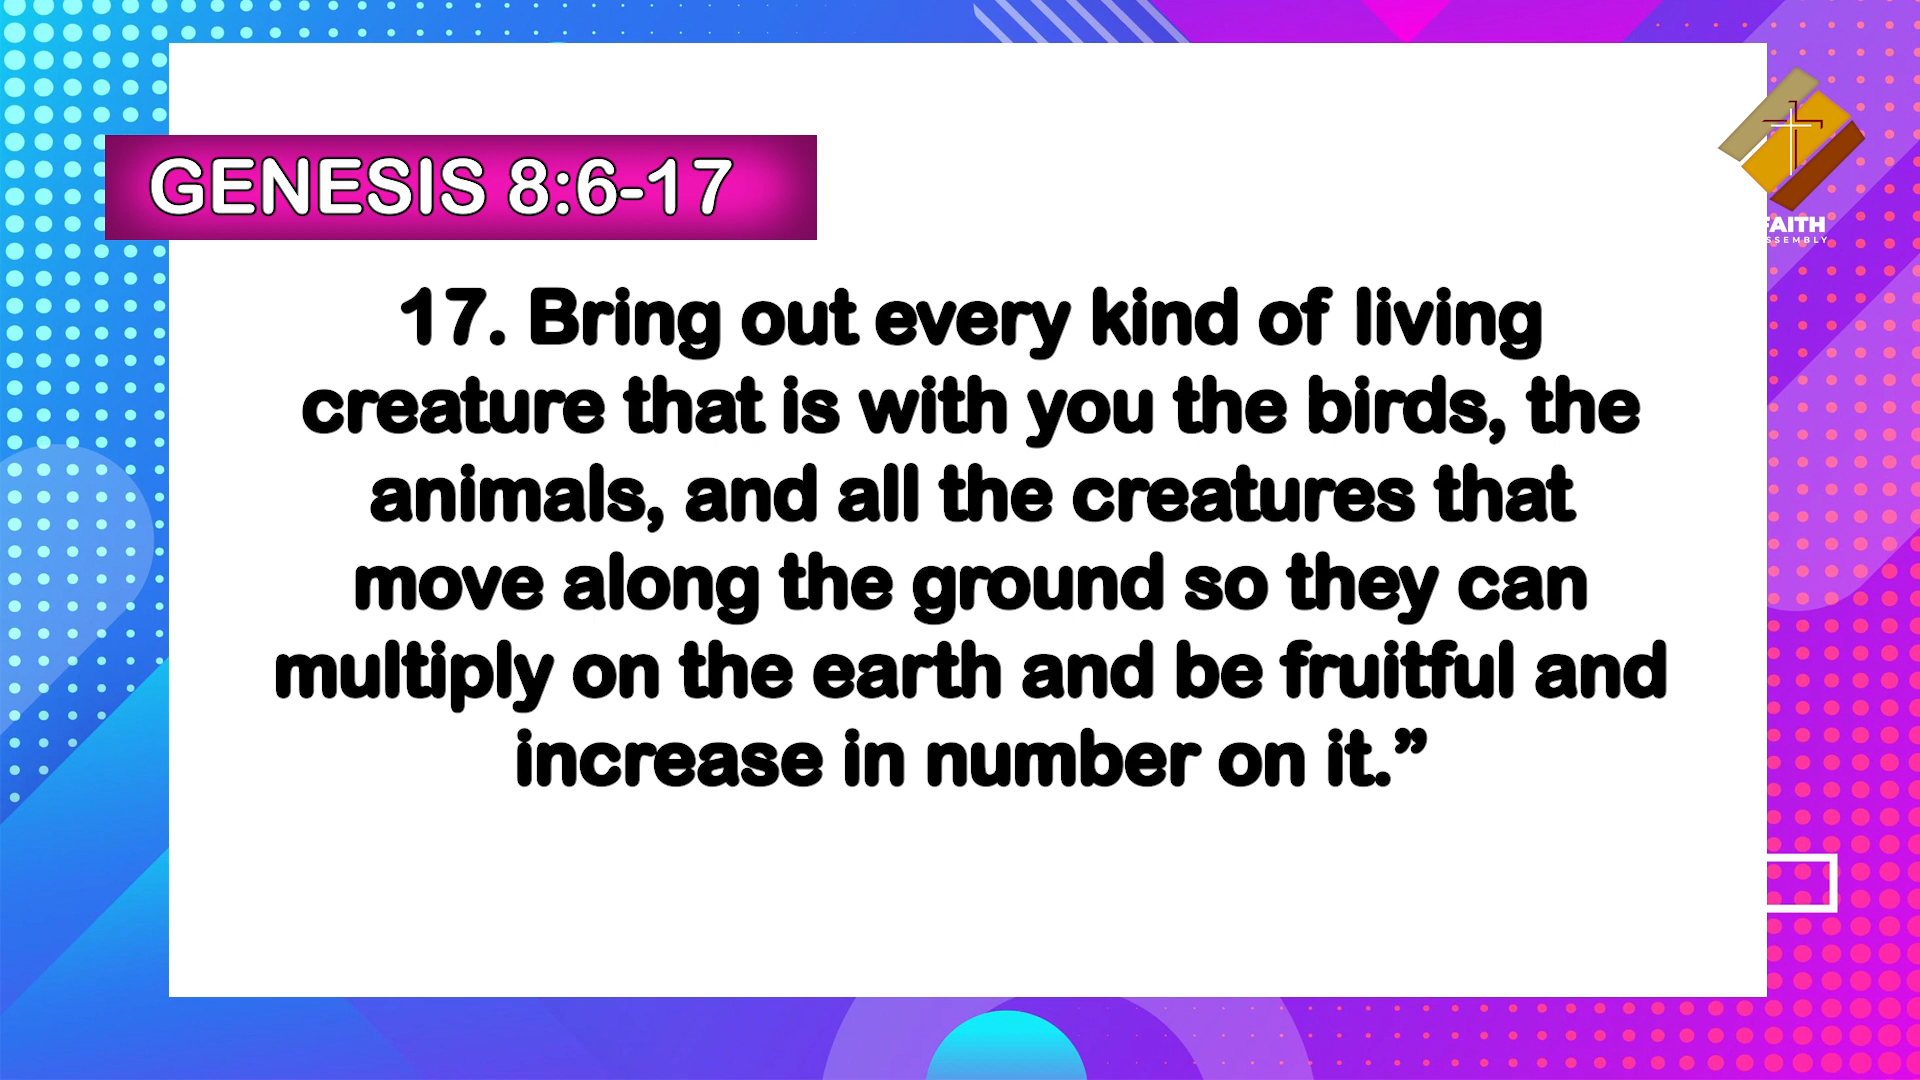 GENESIS 8:6-17
FAITH
SSEMBLY
17. Bring out every kind of living
creature that is with you the birds, the
animals, and all the creatures that
move along the ground so they can
multiply on the earth and be fruitful and
increase in number on it.”